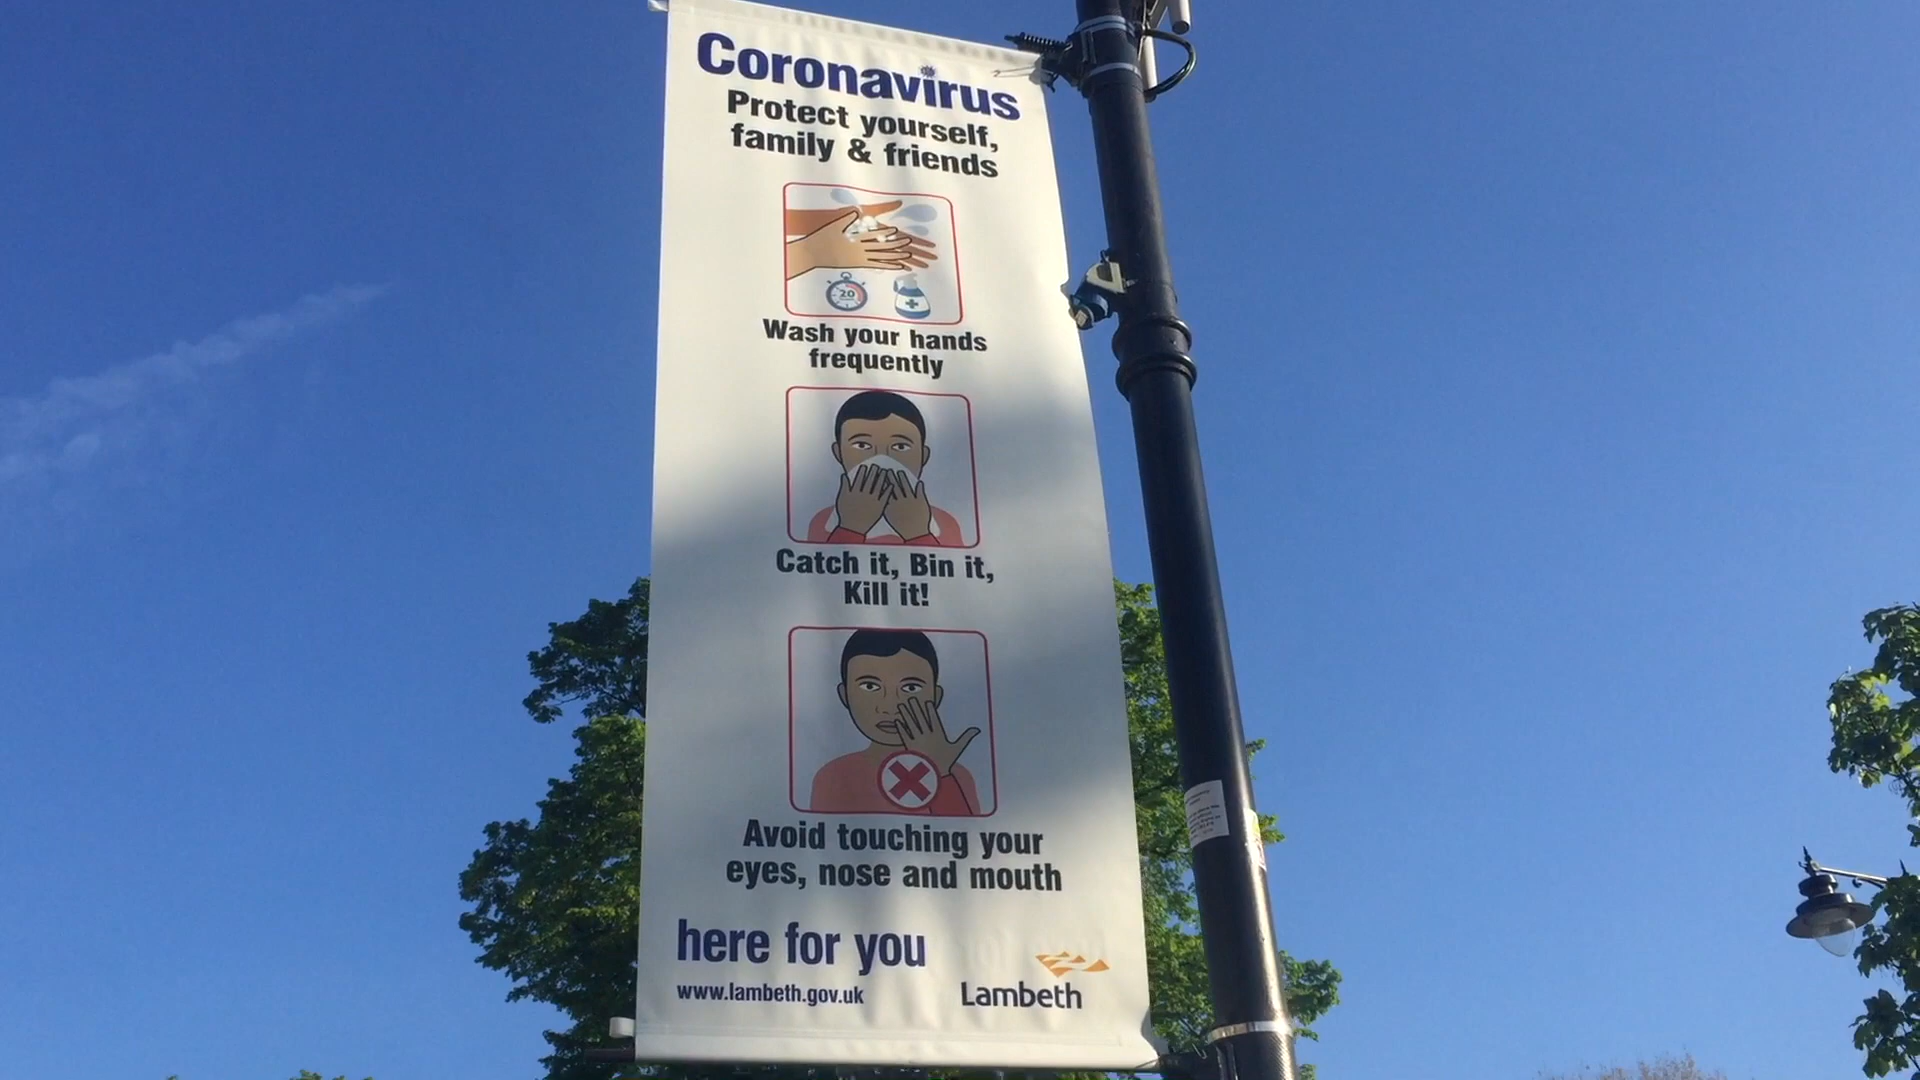 Coronavirus
Protect yourself,
family & friends
20
Wash your hands
frequently
Catch it, Bin it,
Kill it!
Avoid touching your
eyes, nose and mouth
here for you
www.lambeth.gov.uk
Lambeth